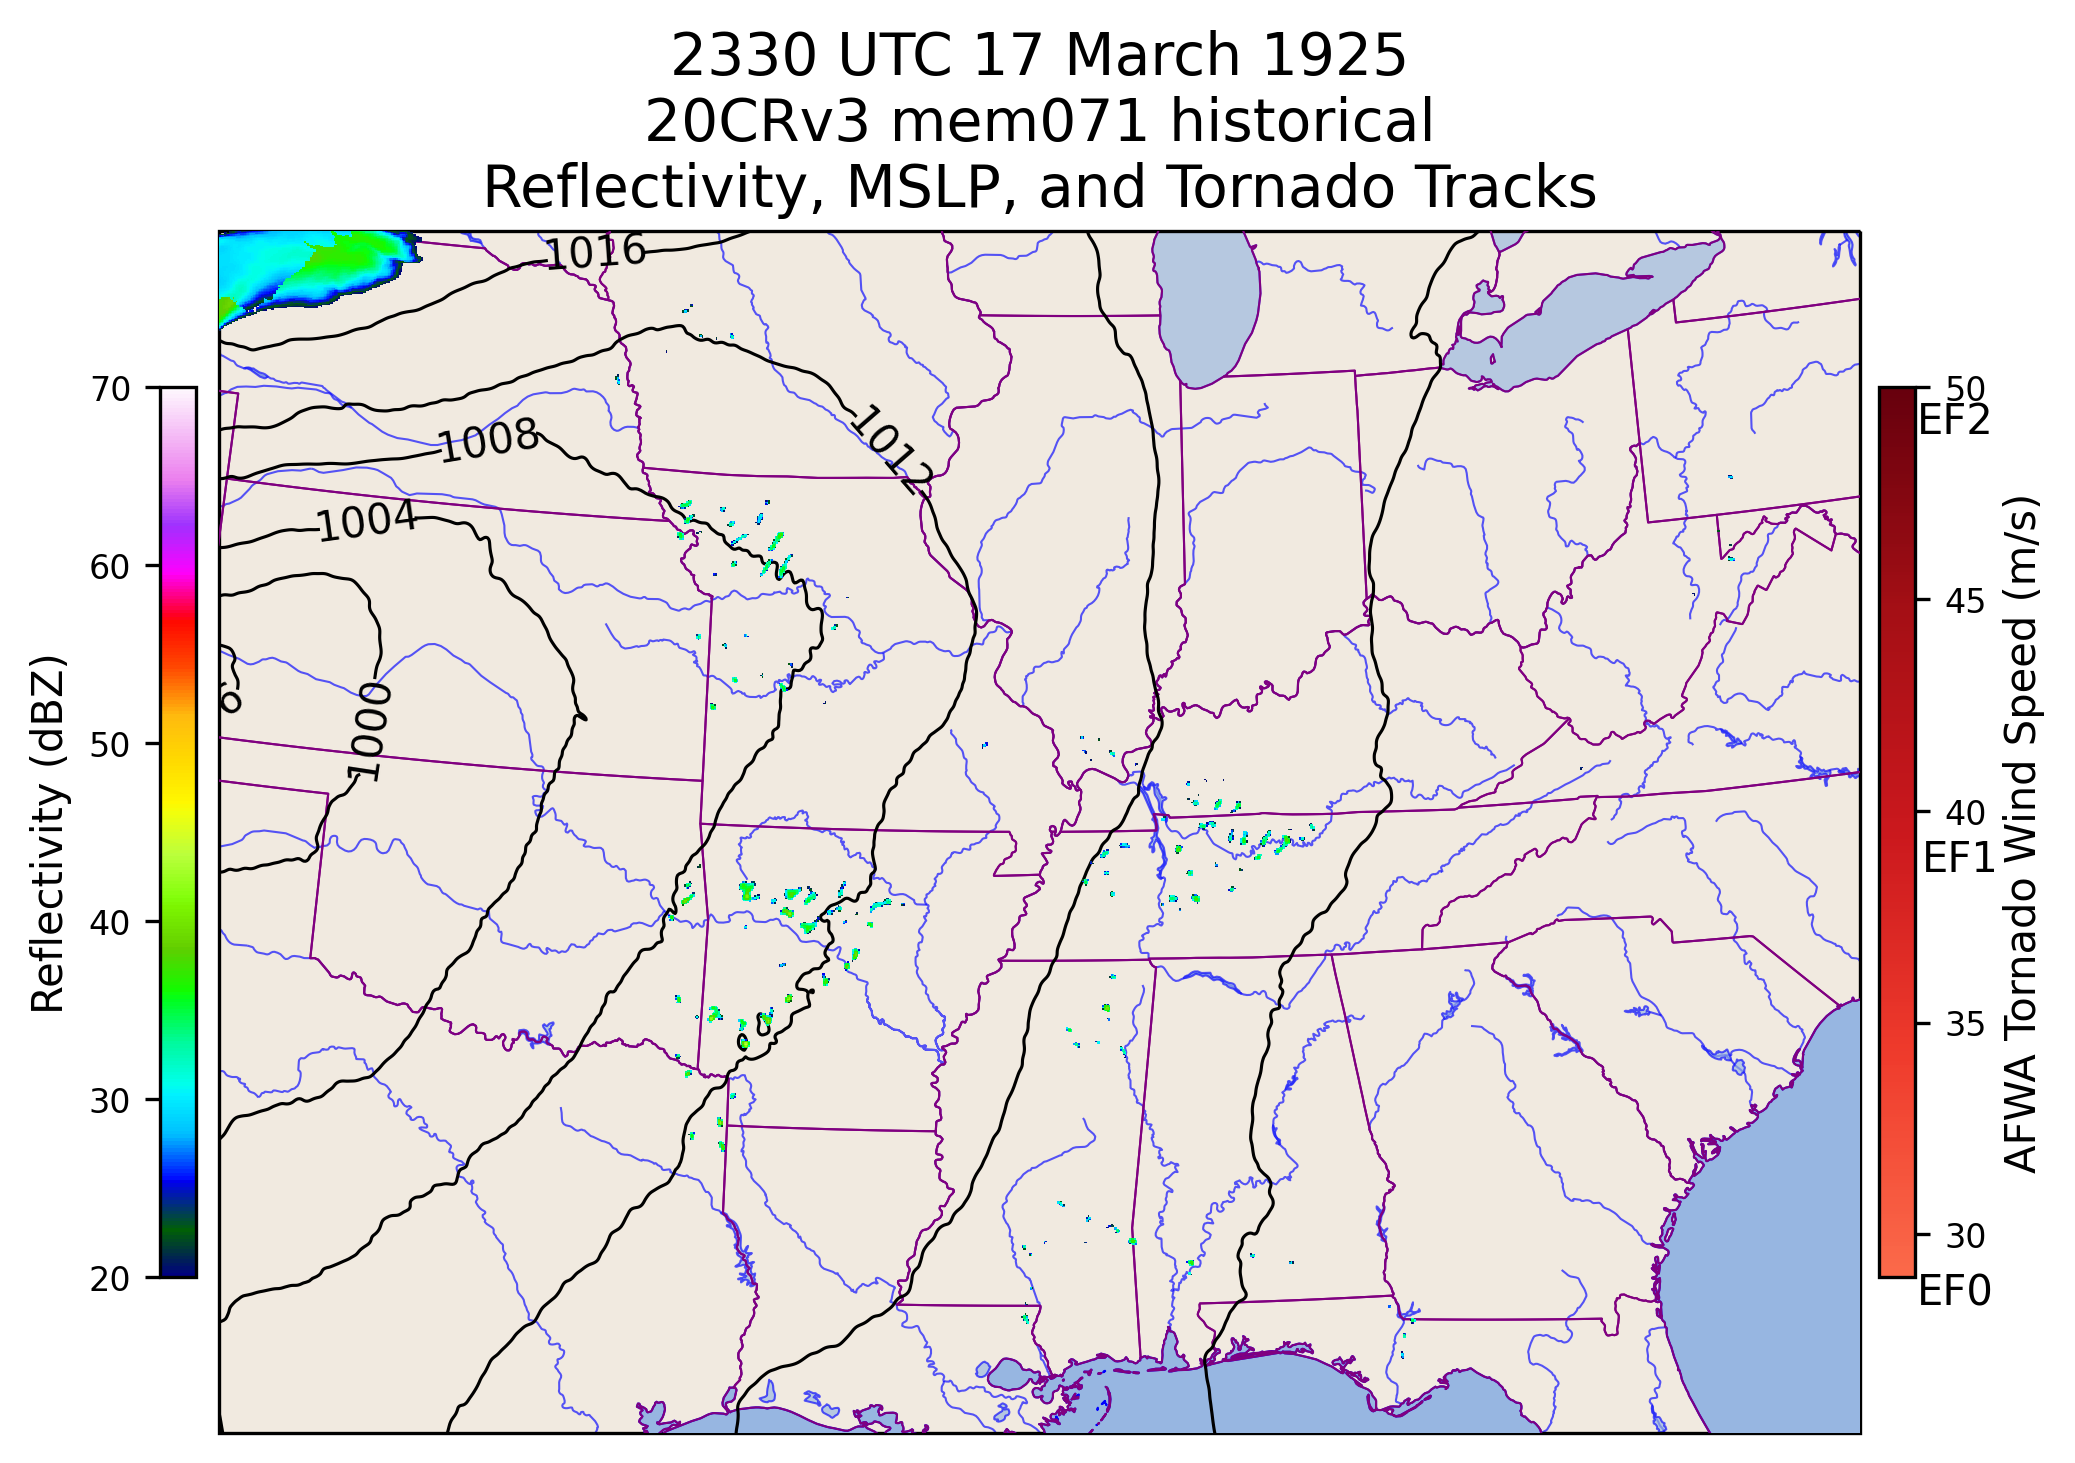 2330 UTC 17 March 1925
20CRv3 mem071 historical
Reflectivity, MSLP, and Tornado Tracks
1016
1012
1008
1004
1000
70
60
50
40
30
20
Reflectivity (dBZ)
50
EF2
45
40
EF1
35
30
EF0
AFWA Tornado Wind Speed (m/s)